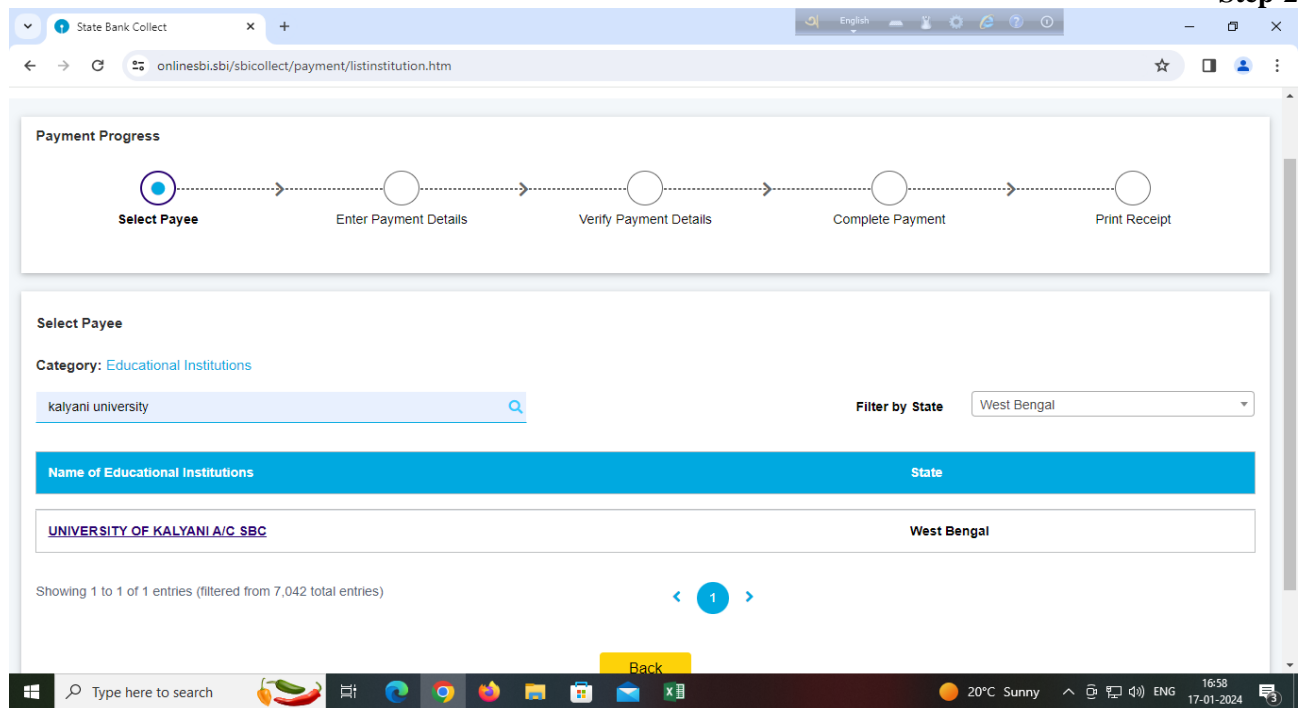 Step-2
State Bank Collect
English
onlinesbi.sbi/sbicollect/payment/listinstitution.htm
Payment Progress
Select Payee Enter Payment Details Verify Payment Details Complete Payment Print Receipt
Select Payee
Category: Educational Institutions
kalyani university Filter by State West Bengal
Name of Educational Institutions State
UNIVERSITY OF KALYANI A/C SBC West Bengal
Showing 1 to 1 of 1 entries (filtered from 7,042 total entries) 1
Back
Type here to search 20°C Sunny ENG 16:58
17-01-2024 3